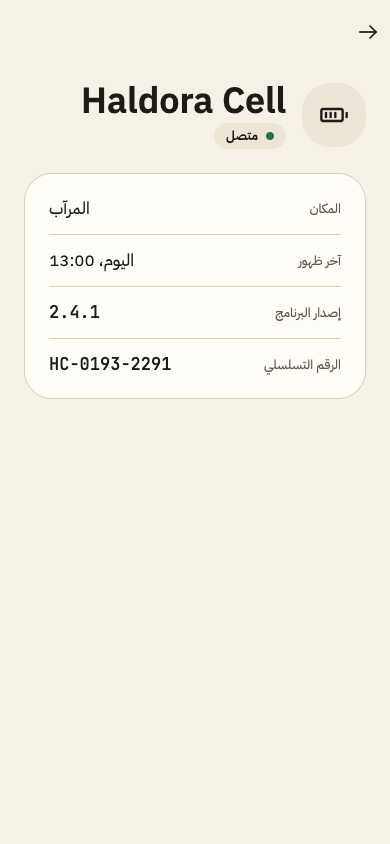 Haldora Cell
متصل
المكان
المرآب
آخر ظهور
اليوم، 13:00
إصدار البرنامج
2.4.1
الرقم التسلسلي
HC-0193-2291